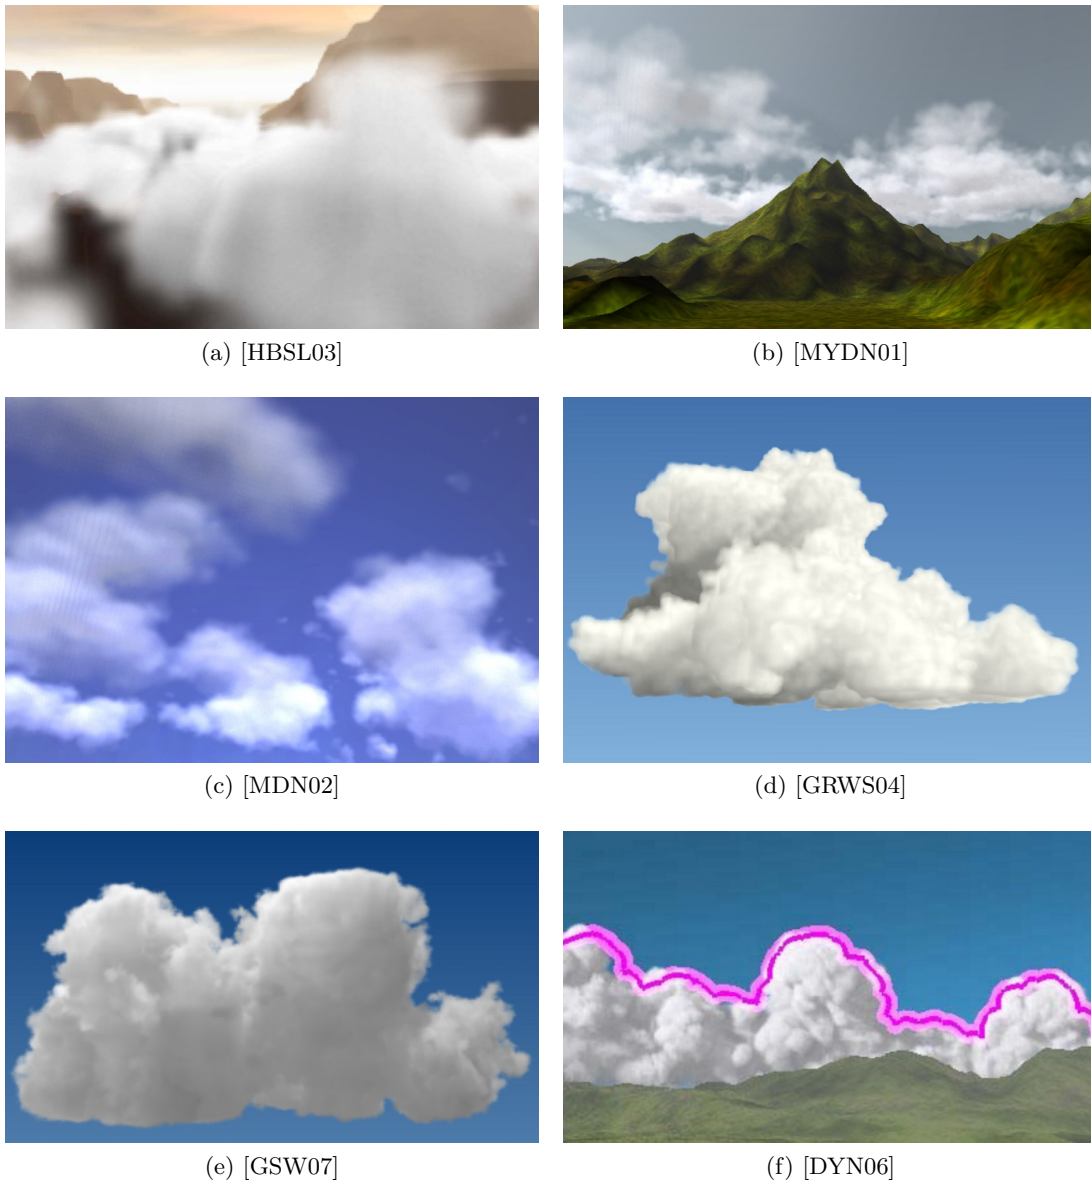 (a) [HBSL03]
(b) [MYDN01]
(c) [MDN02]
(d) [GRWS04]
(e) [GSW07]
(f) [DYN06]